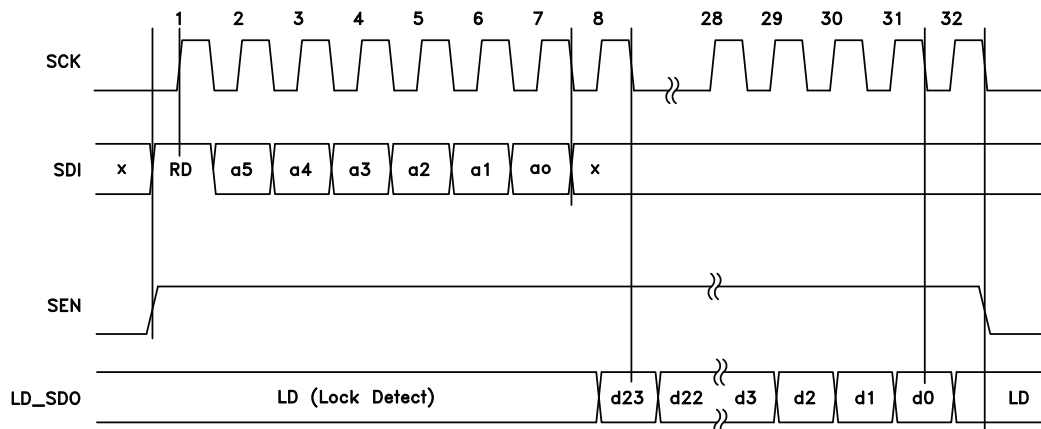 1 2 3 4 5 6 7 8 28 29 30 31 32
SCK
SDI x RD a5 a4 a3 a2 a1 ao x
SEN
LD_SDO LD (Lock Detect) d23 d22 d3 d2 d1 d0 LD